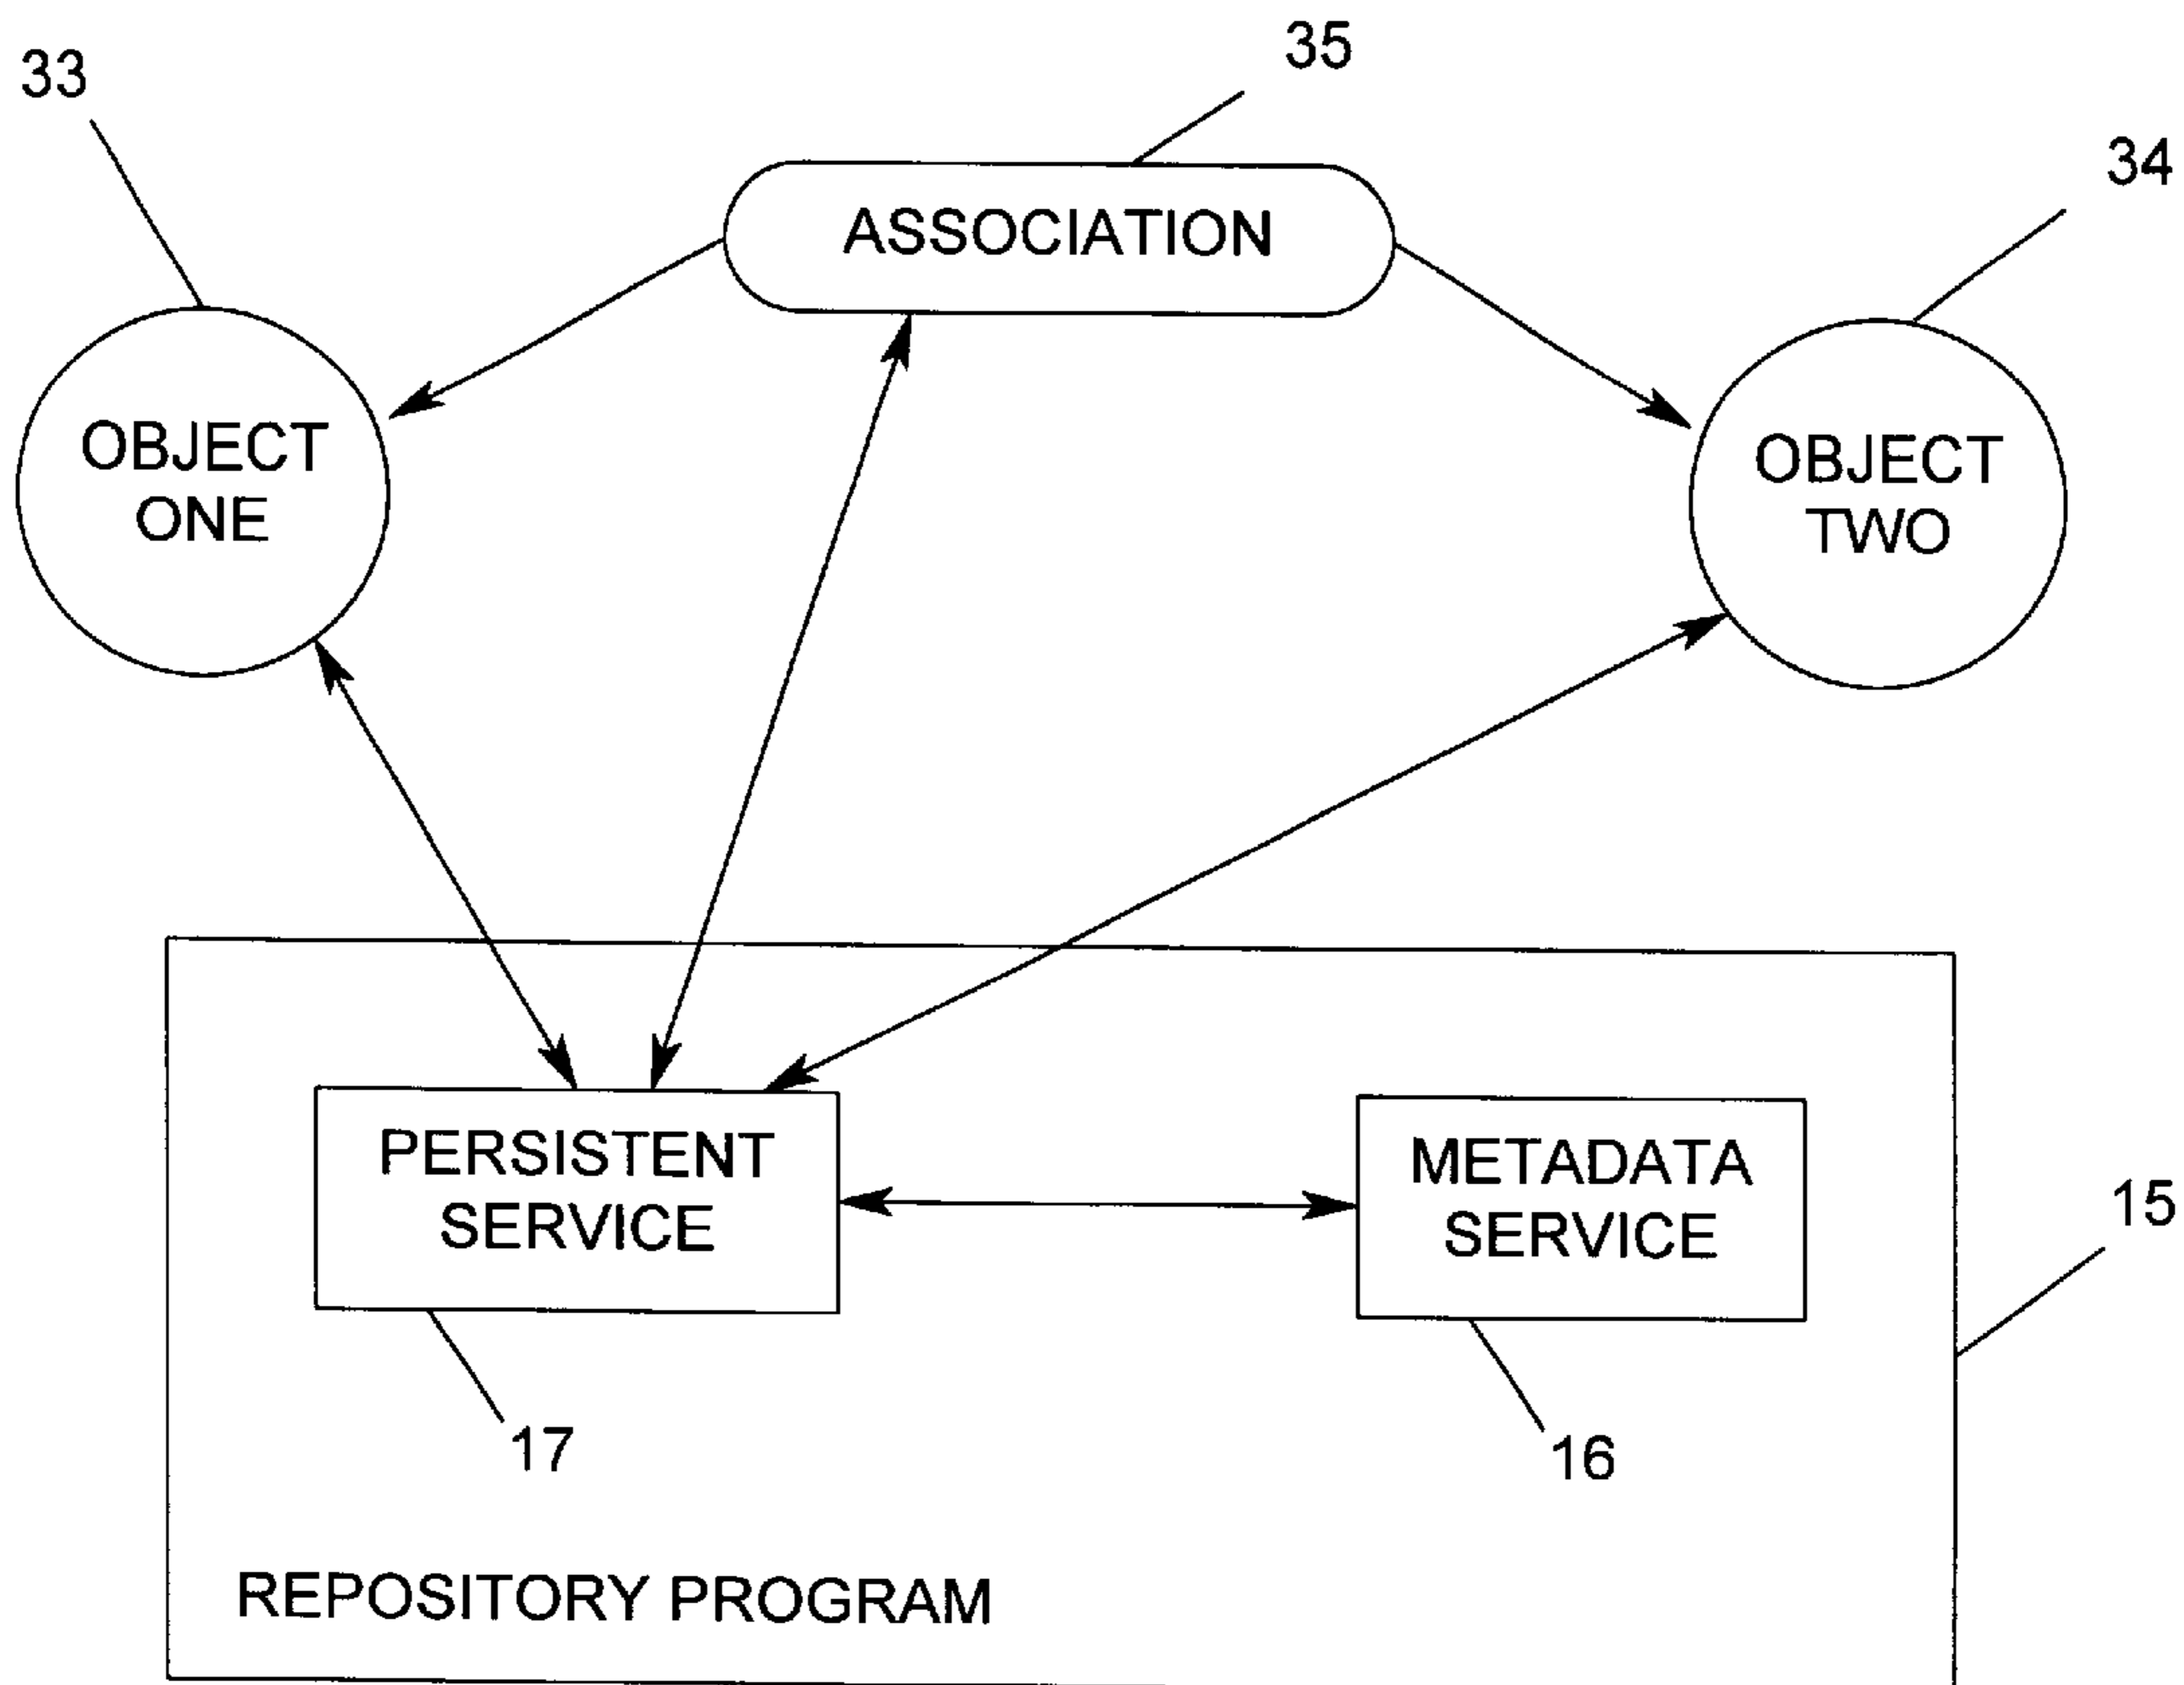 35
33
34
ASSOCIATION
OBJECT
ONE
OBJECT
TWO
PERSISTENT
SERVICE
METADATA
SERVICE
15
17
16
REPOSITORY PROGRAM